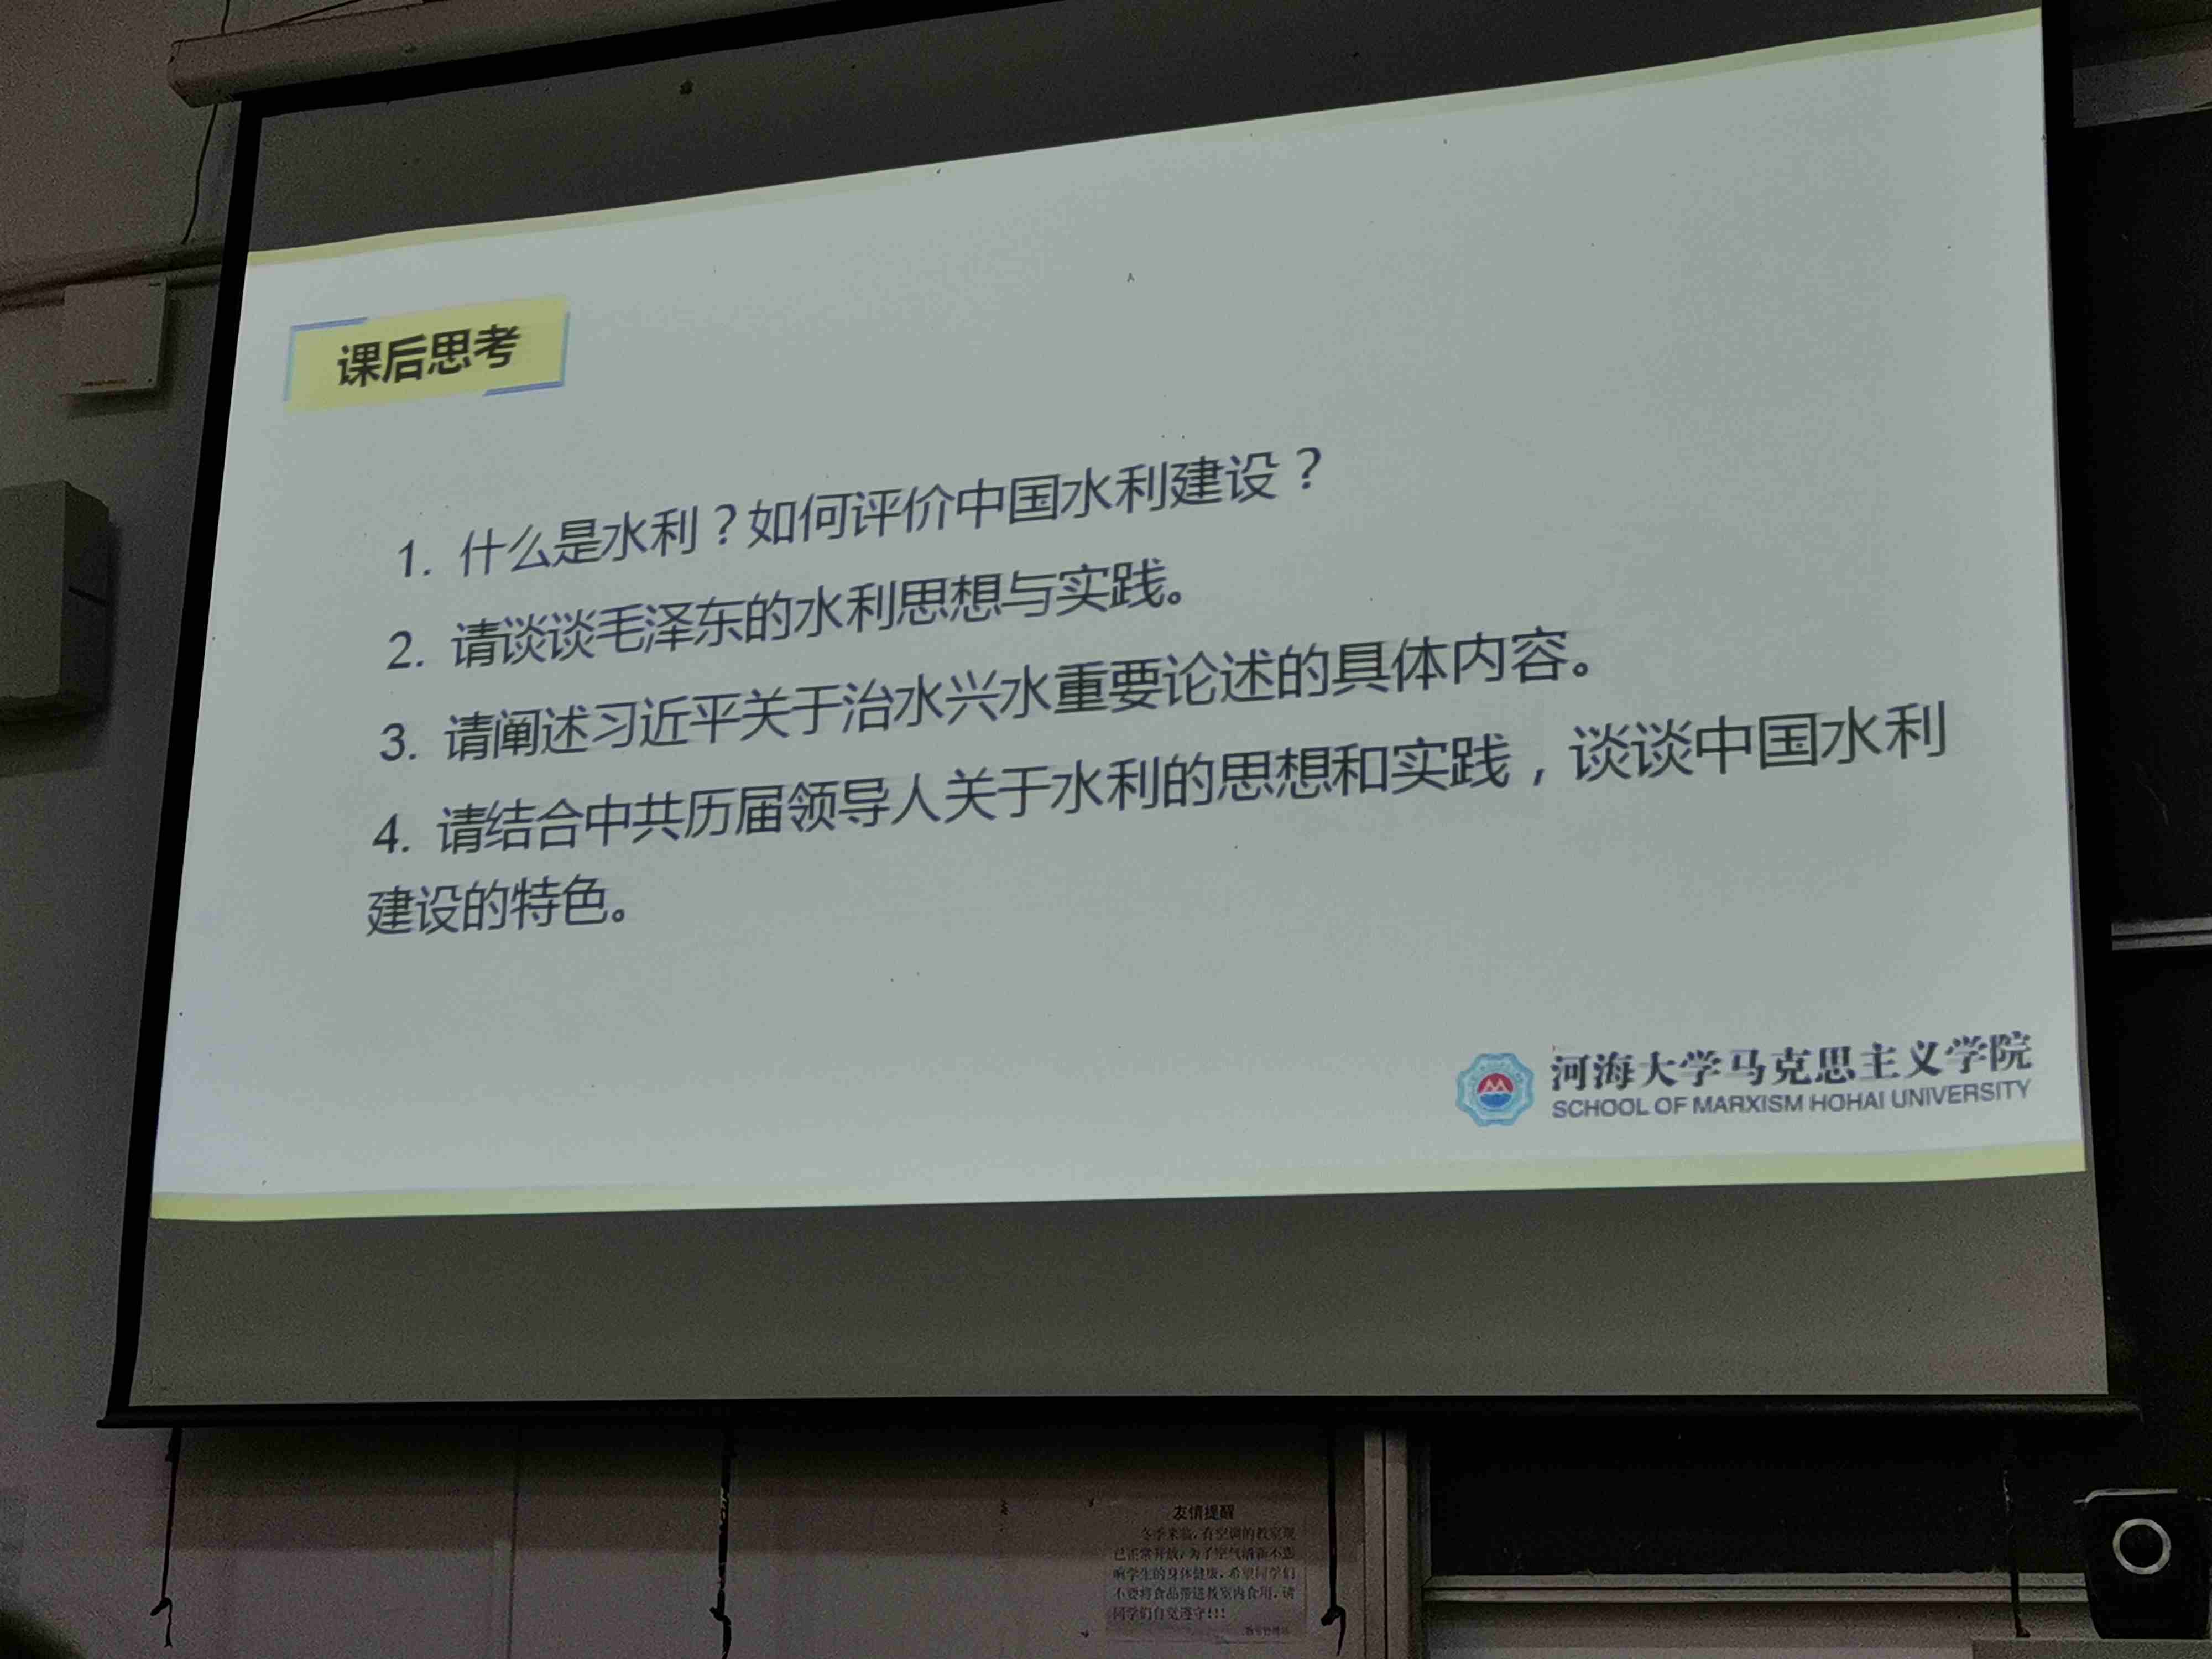 课后思考
1. 什么是水利？如何评价中国水利建设？
2. 请谈谈毛泽东的水利思想与实践。
3. 请阐述习近平关于治水兴水重要论述的具体内容。
4. 请结合中共历届领导人关于水利的思想和实践，谈谈中国水利
建设的特色。
河海大学马克思主义学院
SCHOOL OF MARXISM HOHAI UNIVERSITY
友情提醒
冬季来临，有空调的教室现
已正常开放，为了空气清新不影
响学生的身体健康，希望同学们
不要将食品带进教室内食用，请
同学们自觉遵守!!!